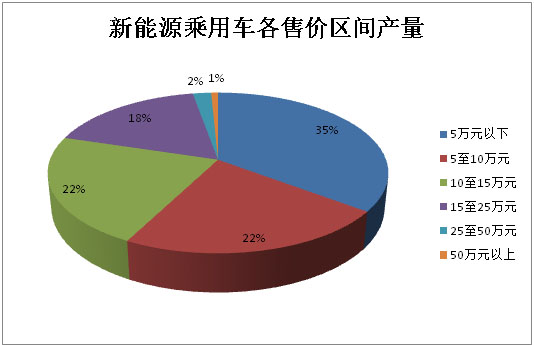 新能源乘用车各售价区间产量
2%
1%
18%
35%
22%
22%
5万元以下
5至10万元
10至15万元
15至25万元
25至50万元
50万元以上